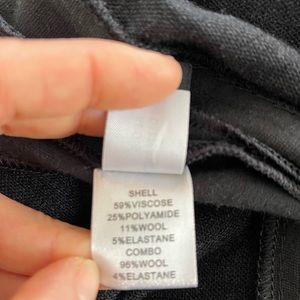 SHELL
59%VISCOSE
25%POLYAMIDE
11%WOOL
5%ELASTANE
COMBO
96%WOOL
4%ELASTANE